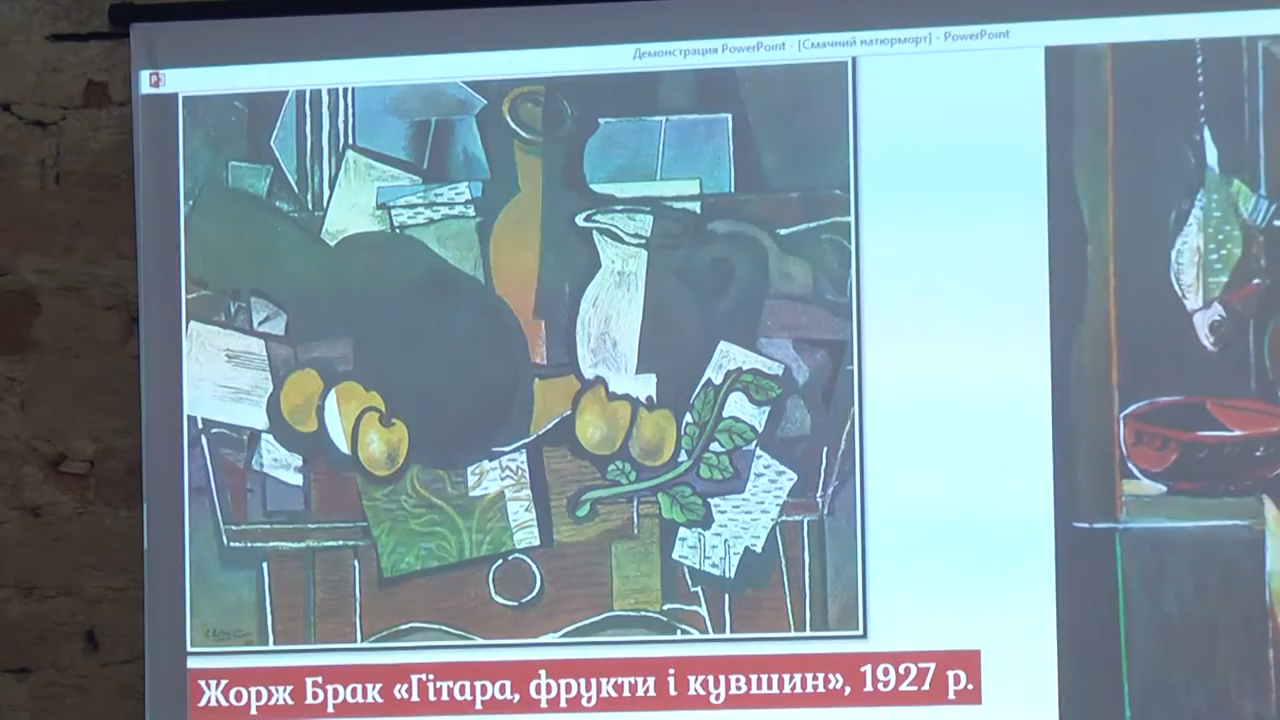 Демонстрация PowerPoint - [Смачний натюрморт] - PowerPoint
Жорж Брак «Гітара, фрукти і кувшин», 1927 р.